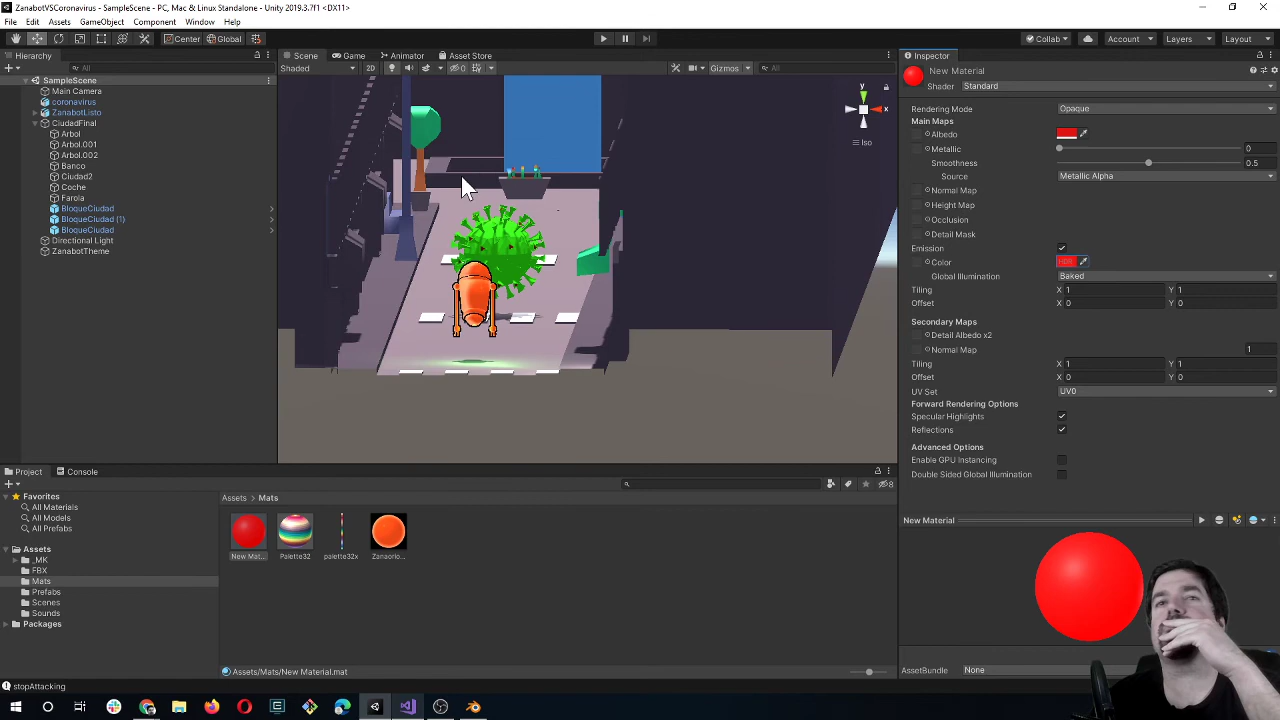 ZanabotVSCoronavirus - SampleScene - PC, Mac & Linux Standalone - Unity 2019.3.7f1 <DX11>
File Edit Assets GameObject Component Window Help
Center Global Collab Account Layers Layout
Hierarchy
All
SampleScene
Main Camera
coronavirus
ZanabotListo
CiudadFinal
Arbol
Arbol.001
Arbol.002
Banco
Ciudad2
Coche
Farola
BloqueCiudad
BloqueCiudad (1)
BloqueCiudad
Directional Light
ZanabotTheme
Scene Game Animator Asset Store
Shaded 2D 0 Gizmos All
y
x
Iso
Inspector
New Material
Shader Standard
Rendering Mode Opaque
Main Maps
Albedo
Metallic 0
Smoothness 0.5
Source Metallic Alpha
Normal Map
Height Map
Occlusion
Detail Mask
Emission
Color HDR
Global Illumination Baked
Tiling X 1 Y 1
Offset X 0 Y 0
Secondary Maps
Detail Albedo x2
Normal Map 1
Tiling X 1 Y 1
Offset X 0 Y 0
UV Set UV0
Forward Rendering Options
Specular Highlights
Reflections
Advanced Options
Enable GPU Instancing
Double Sided Global Illumination
New Material
AssetBundle None
Project Console
8
Favorites
All Materials
All Models
All Prefabs
Assets
_MK
FBX
Mats
Prefabs
Scenes
Sounds
Packages
Assets > Mats
New Mat... Palette32 palette32x Zanaorio...
Assets/Mats/New Material.mat
stopAttacking